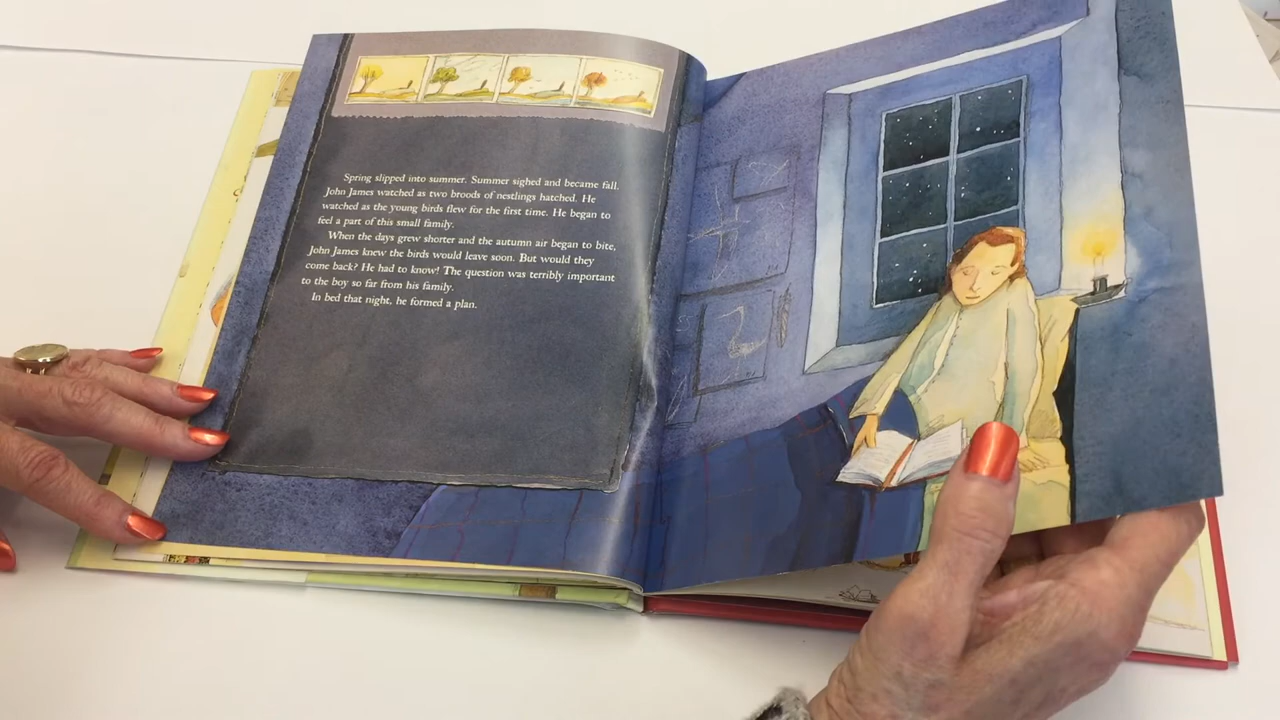 Spring slipped into summer. Summer sighed and became fall.
John James watched as two broods of nestlings hatched. He
watched as the young birds flew for the first time. He began to
feel a part of this small family.
When the days grew shorter and the autumn air began to bite,
John James knew the birds would leave soon. But would they
come back? He had to know! The question was terribly important
to the boy so far from his family.
In bed that night, he formed a plan.